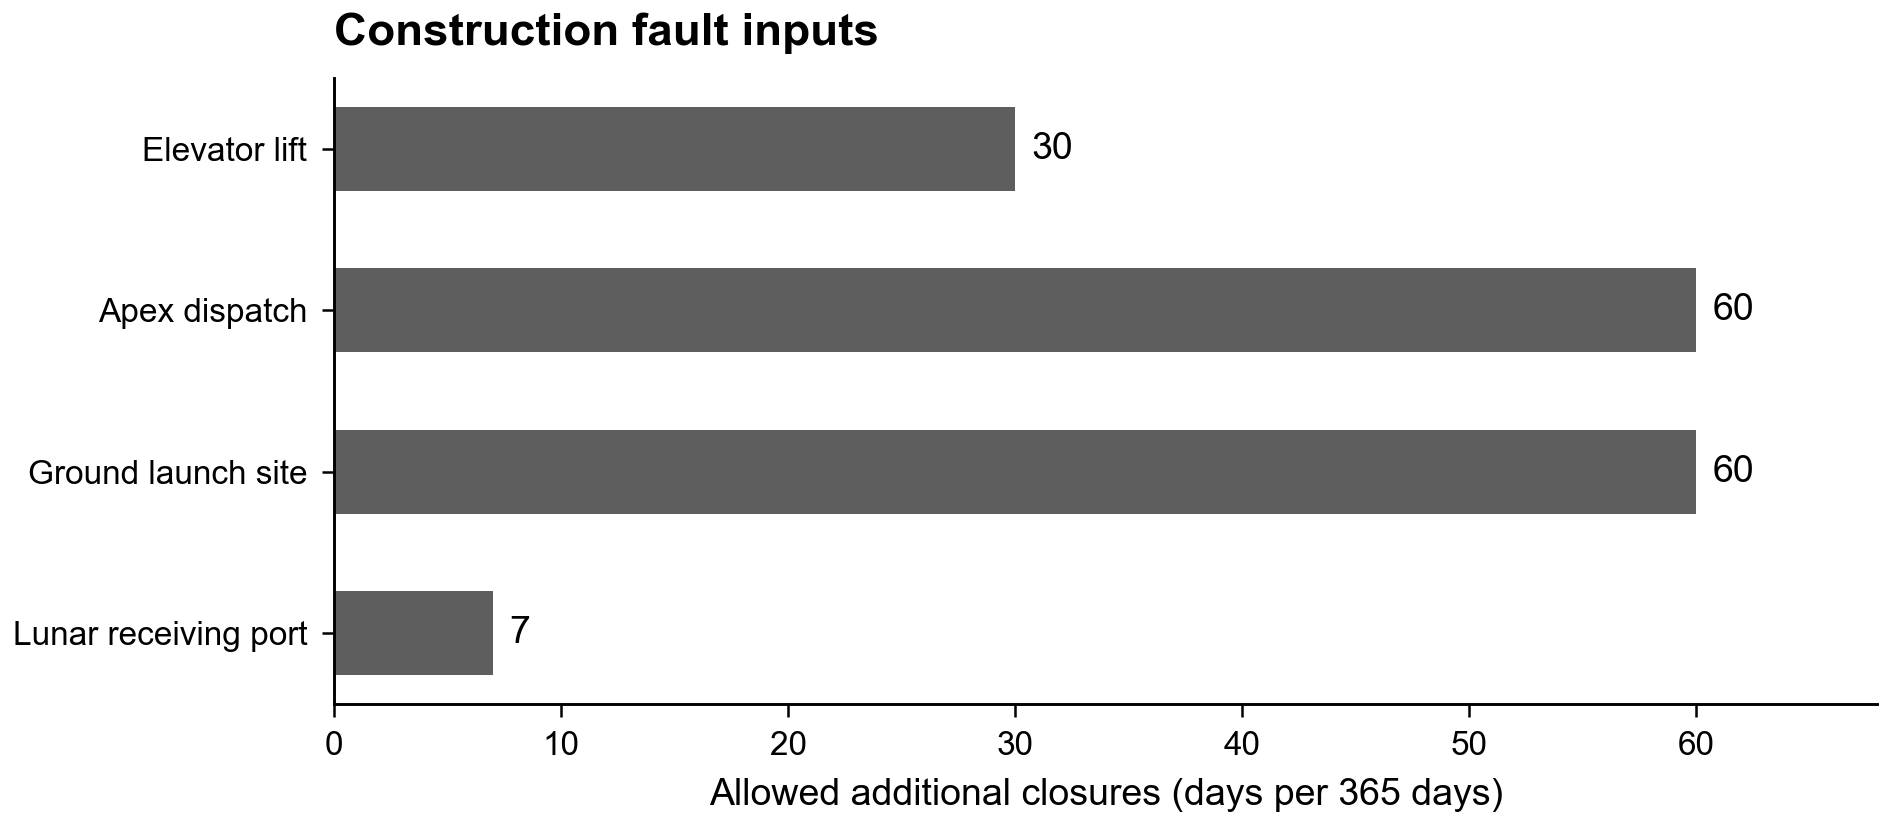 Construction fault inputs
Elevator lift
30
Apex dispatch
60
Ground launch site
60
Lunar receiving port
7
0 10 20 30 40 50 60
Allowed additional closures (days per 365 days)